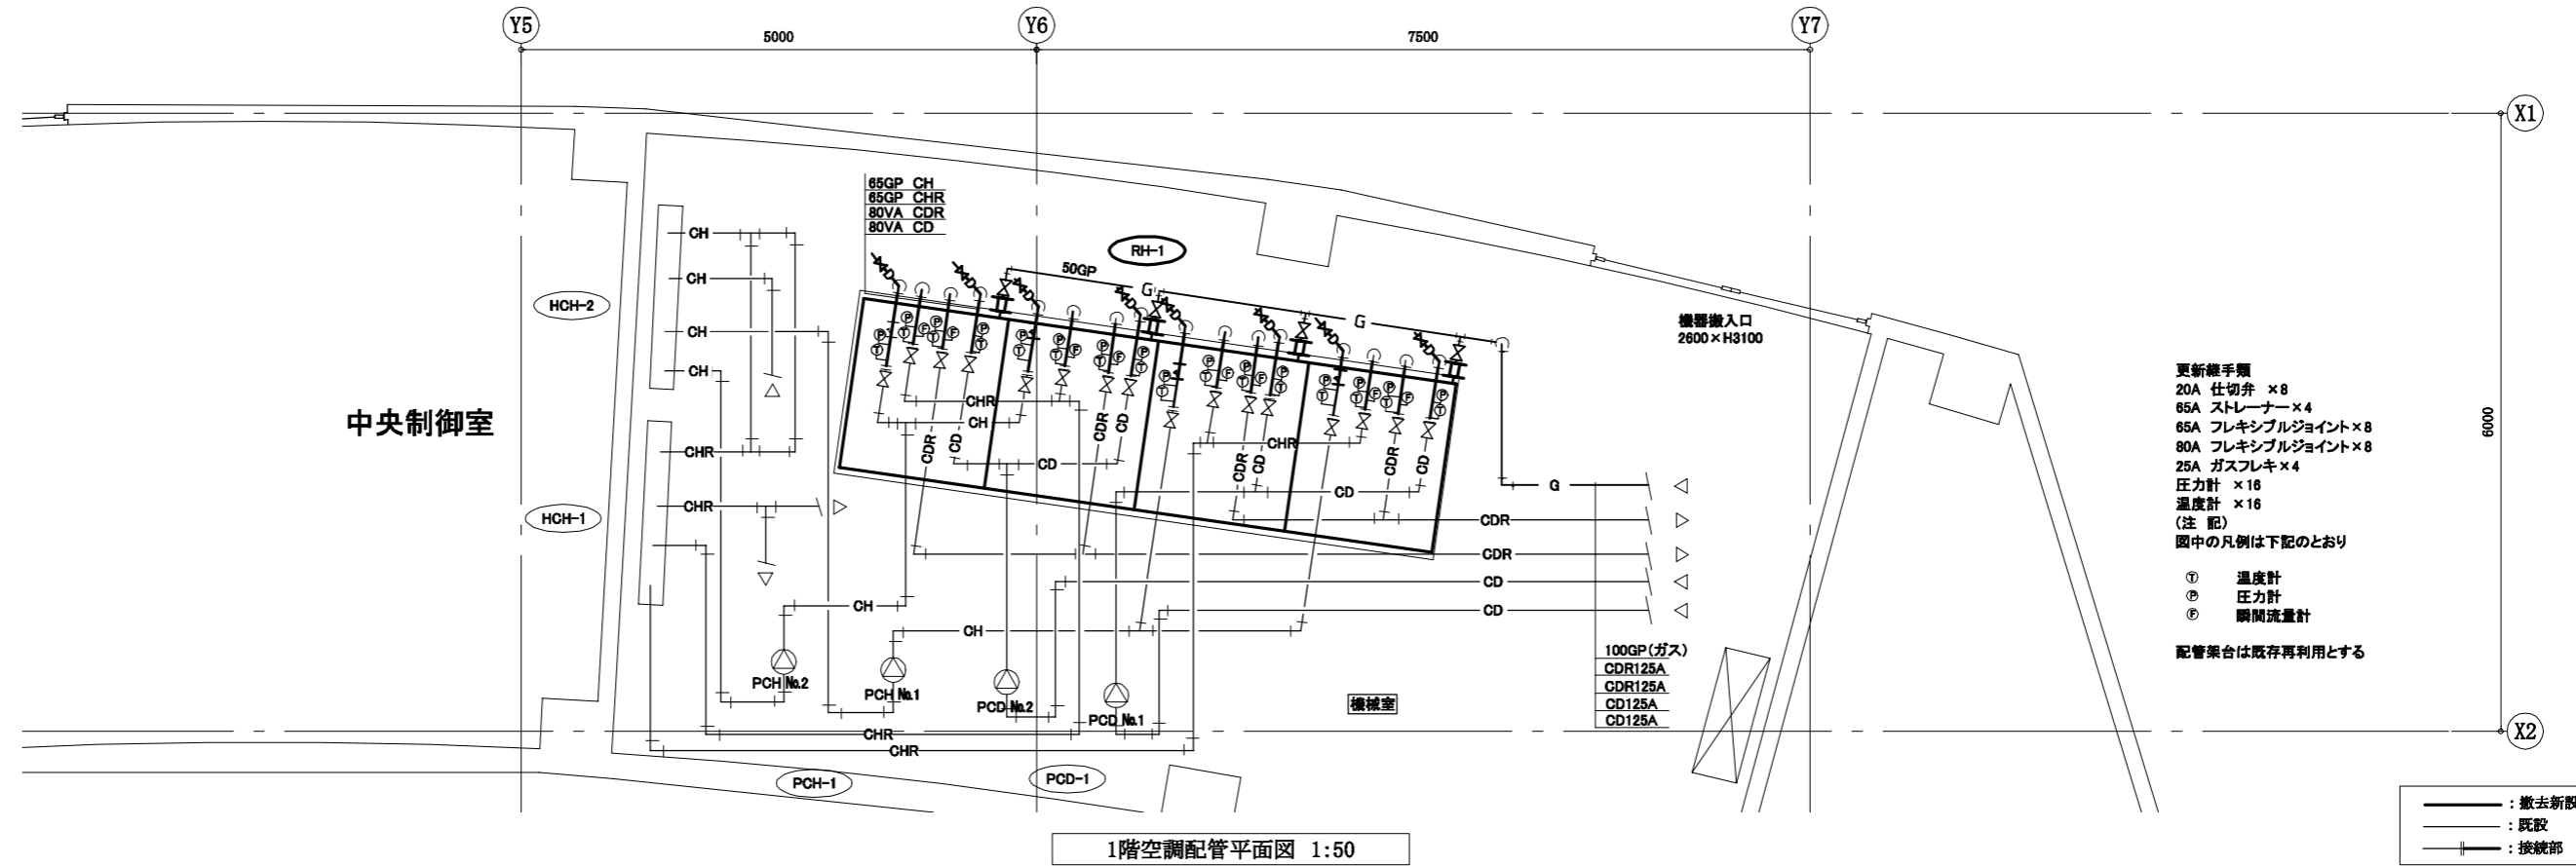 Y5
Y6
Y7
5000
7500
X1
65GP CH
65GP CHR
80VA CDR
80VA CD
RH-1
50GP
G
G
CH
CH
CH
CH
HCH-2
機器搬入口
2600×H3100
中央制御室
CHR
CH
CHR
CHR
CDR
CD
CDR
CD
CDR
CD
CDR
CD
CD
CD
G
HCH-1
CHR
CDR
CDR
CD
CD
CH
CH
6000
更新継手類
20A 仕切弁 ×8
65A ストレーナー×4
65A フレキシブルジョイント×8
80A フレキシブルジョイント×8
25A ガスフレキ×4
圧力計 ×16
温度計 ×16
(注 記)
図中の凡例は下記のとおり
Ⓣ 温度計
Ⓟ 圧力計
Ⓕ 瞬間流量計
配管架台は既存再利用とする
100GP(ガス)
CDR125A
CDR125A
CD125A
CD125A
PCH №2
PCH №1
PCD №2
PCD №1
機械室
CHR
CHR
X2
PCH-1
PCD-1
1階空調配管平面図 1:50
:撤去新設
:既設
:接続部